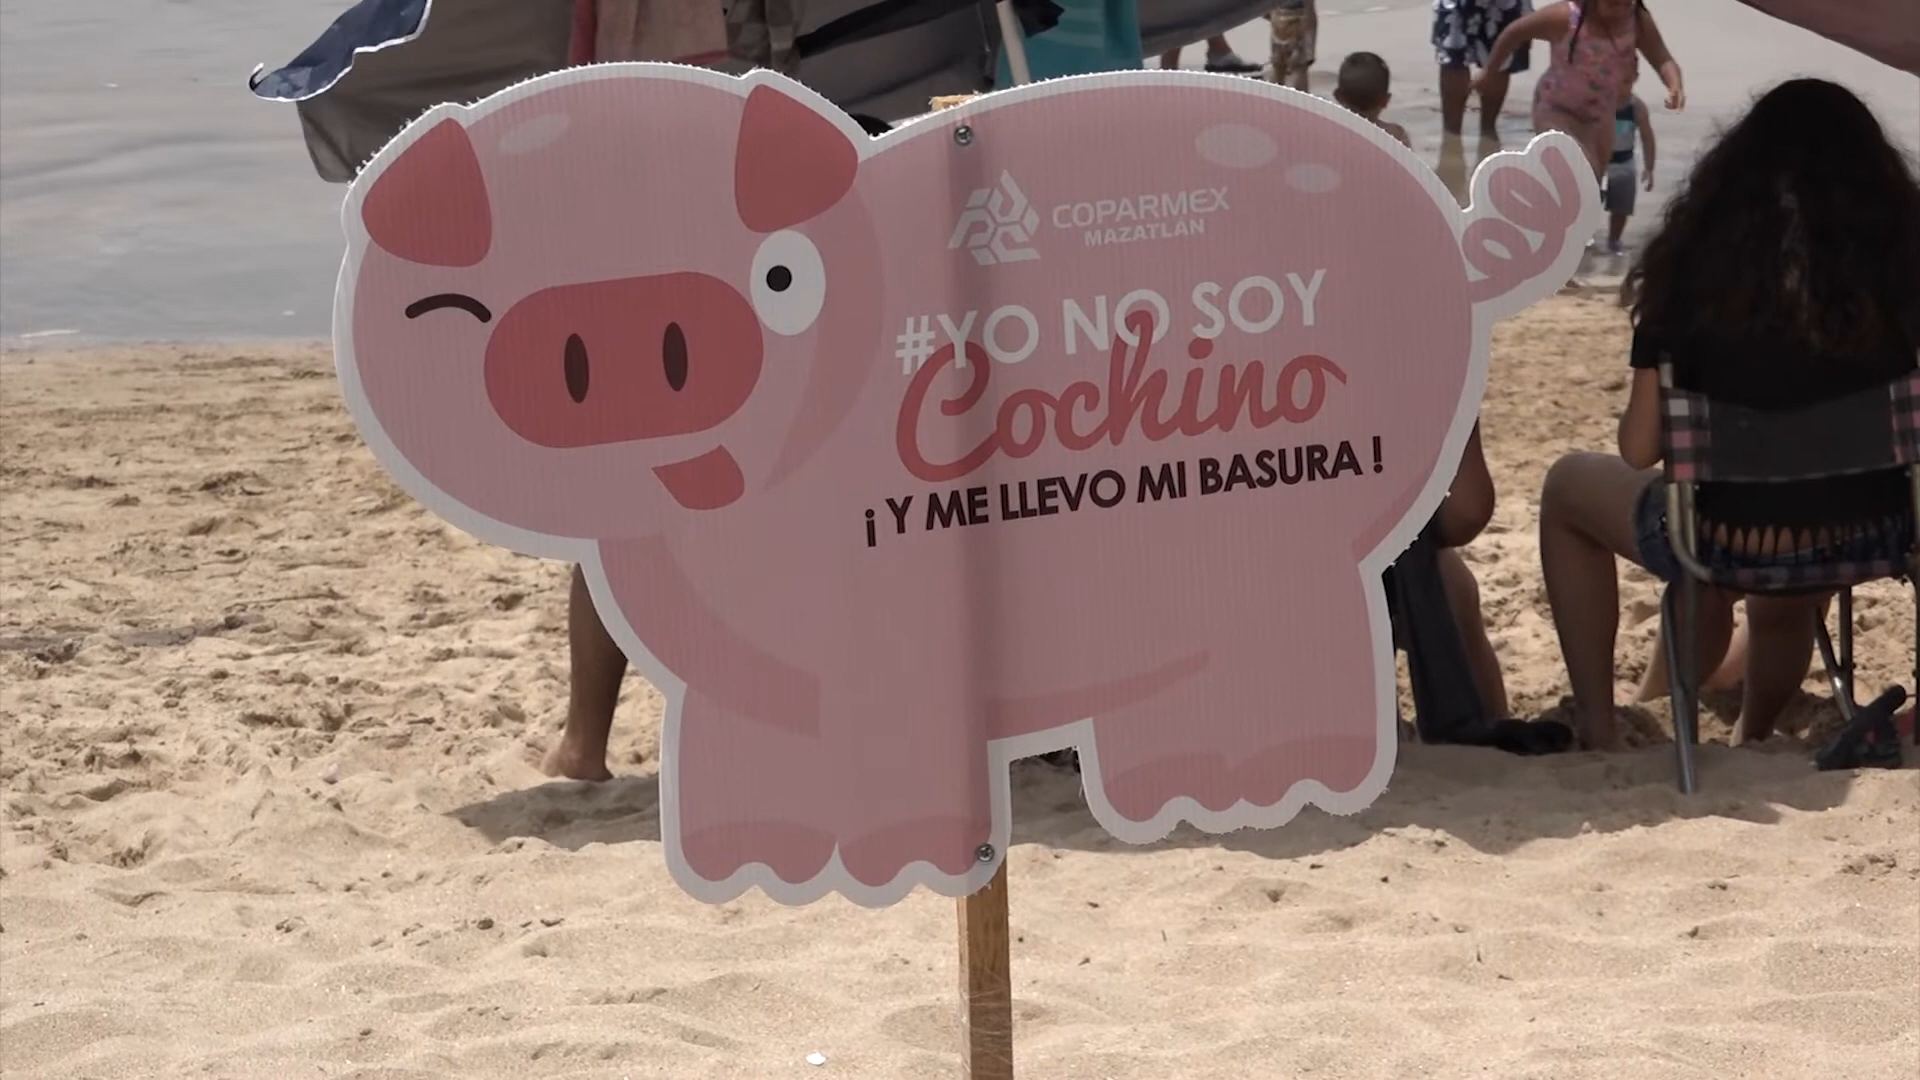 COPARMEX
MAZATLAN
#YO NO SOY
Cochino
¡Y ME LLEVO MI BASURA!